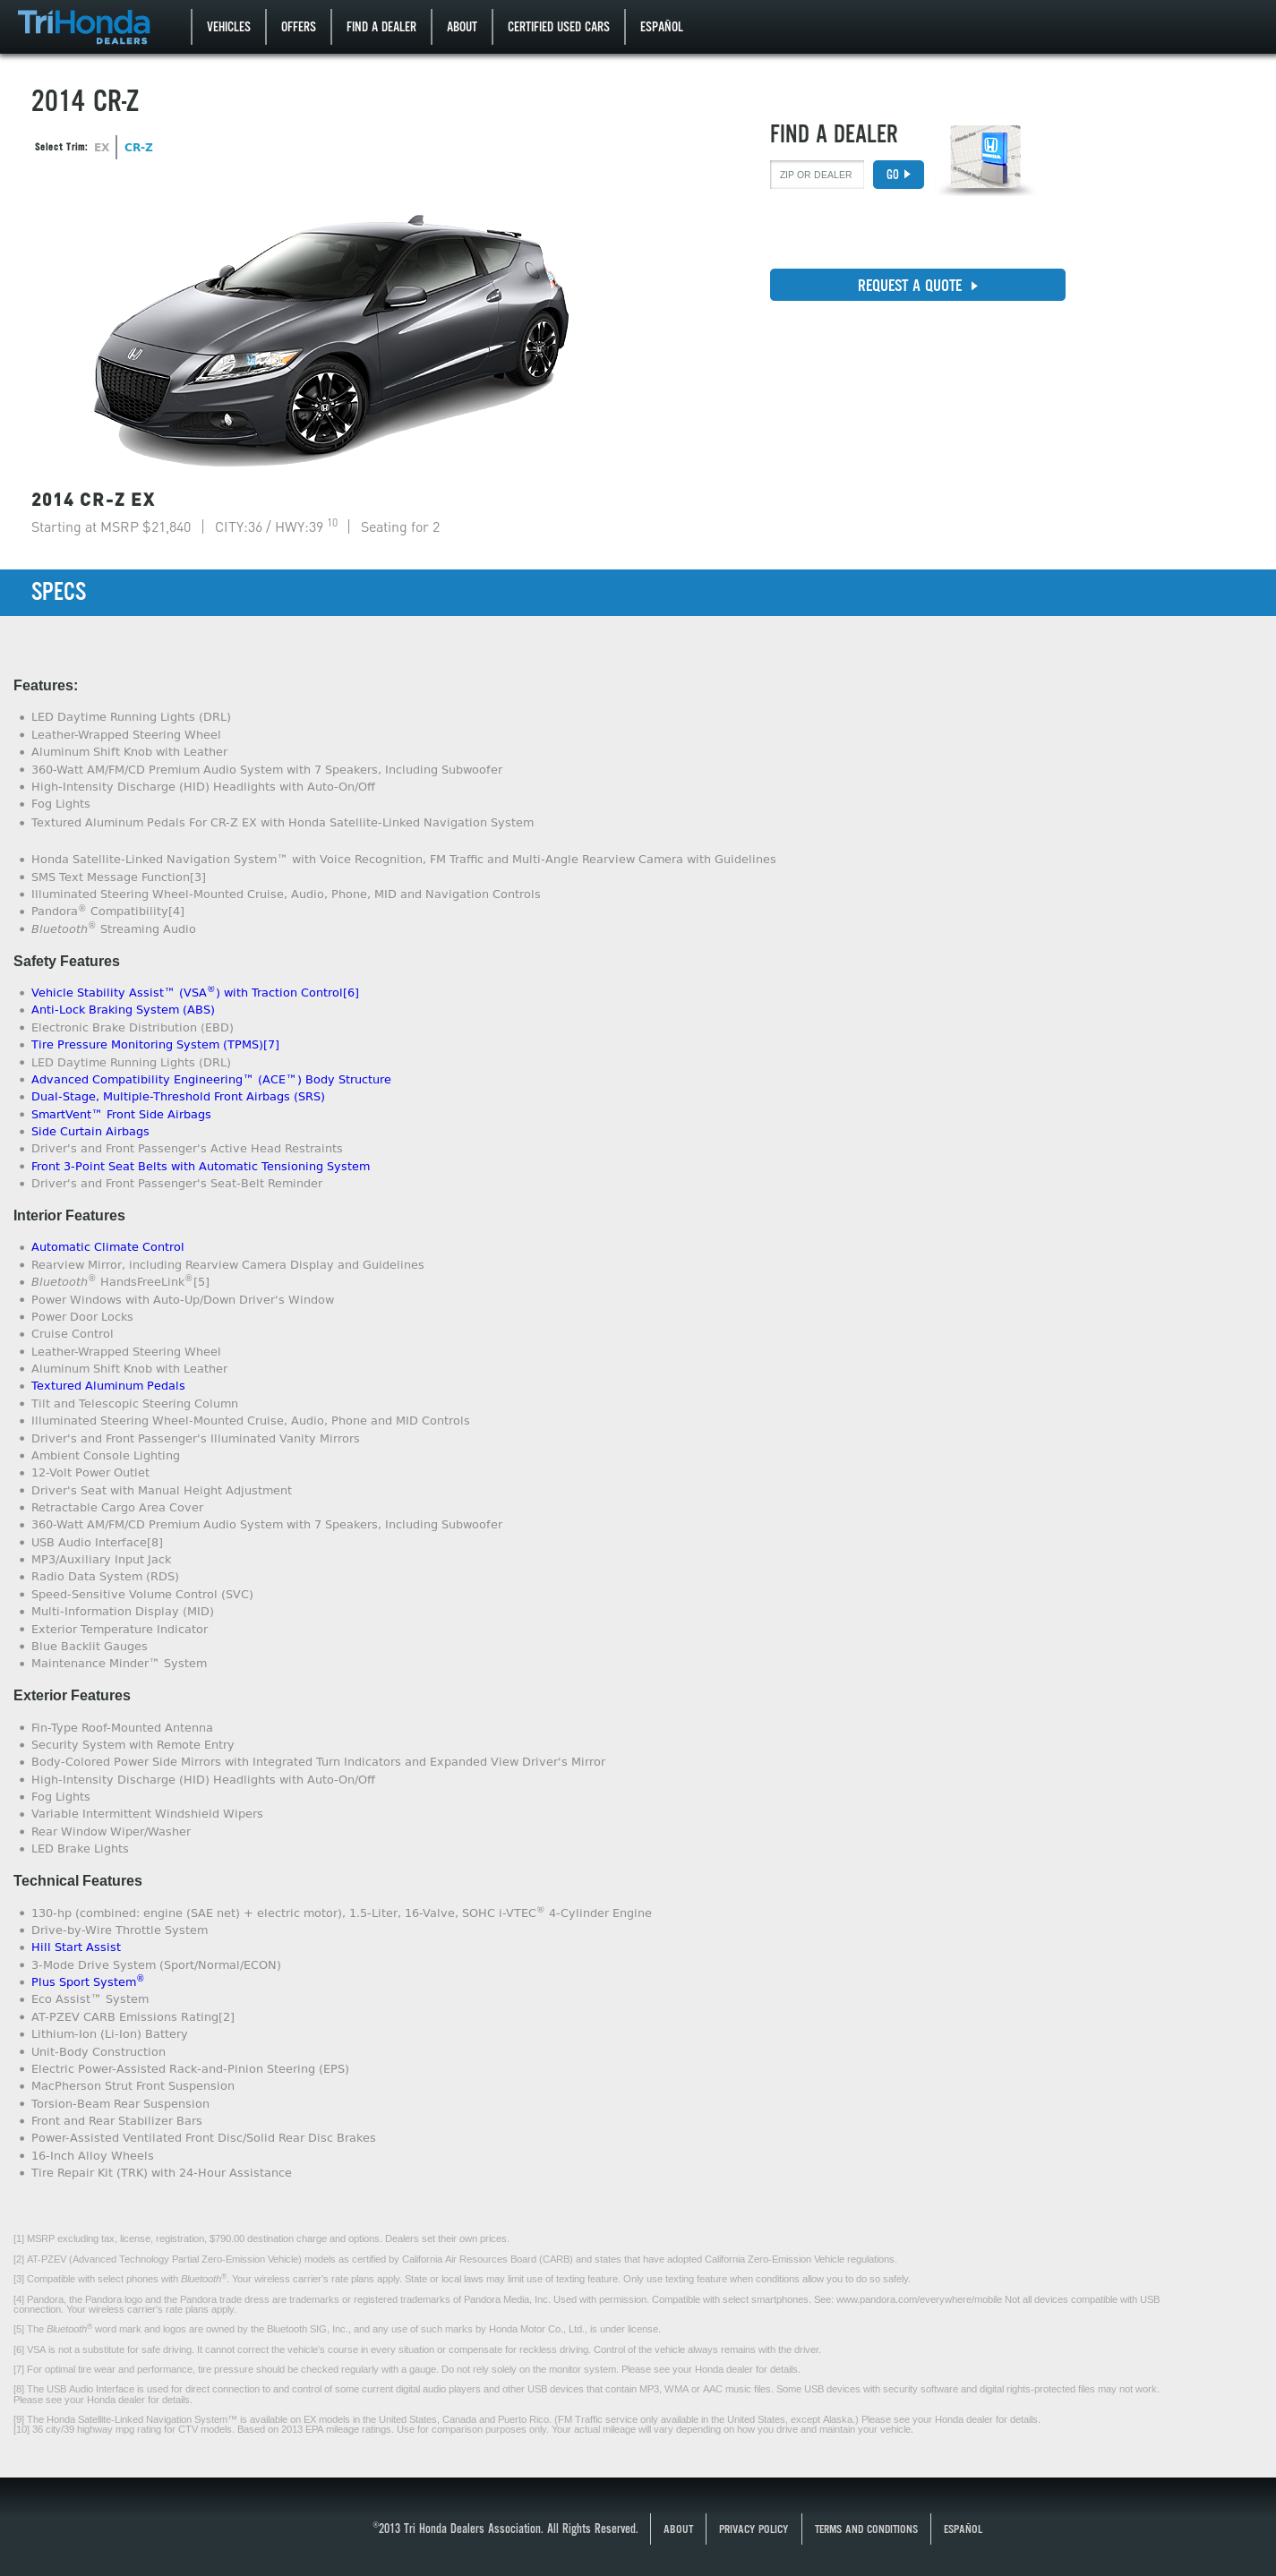 TriHonda
DEALERS
VEHICLES
OFFERS
FIND A DEALER
ABOUT
CERTIFIED USED CARS
ESPAÑOL
2014 CR-Z
Select Trim: EX CR-Z
FIND A DEALER
ZIP OR DEALER
GO
REQUEST A QUOTE
2014 CR-Z EX
Starting at MSRP $21,840 | CITY:36 / HWY:39 10 | Seating for 2
SPECS
Features:
LED Daytime Running Lights (DRL)
Leather-Wrapped Steering Wheel
Aluminum Shift Knob with Leather
360-Watt AM/FM/CD Premium Audio System with 7 Speakers, Including Subwoofer
High-Intensity Discharge (HID) Headlights with Auto-On/Off
Fog Lights
Textured Aluminum Pedals For CR-Z EX with Honda Satellite-Linked Navigation System
Honda Satellite-Linked Navigation System™ with Voice Recognition, FM Traffic and Multi-Angle Rearview Camera with Guidelines
SMS Text Message Function[3]
Illuminated Steering Wheel-Mounted Cruise, Audio, Phone, MID and Navigation Controls
Pandora® Compatibility[4]
Bluetooth® Streaming Audio
Safety Features
Vehicle Stability Assist™ (VSA®) with Traction Control[6]
Anti-Lock Braking System (ABS)
Electronic Brake Distribution (EBD)
Tire Pressure Monitoring System (TPMS)[7]
LED Daytime Running Lights (DRL)
Advanced Compatibility Engineering™ (ACE™) Body Structure
Dual-Stage, Multiple-Threshold Front Airbags (SRS)
SmartVent™ Front Side Airbags
Side Curtain Airbags
Driver's and Front Passenger's Active Head Restraints
Front 3-Point Seat Belts with Automatic Tensioning System
Driver's and Front Passenger's Seat-Belt Reminder
Interior Features
Automatic Climate Control
Rearview Mirror, including Rearview Camera Display and Guidelines
Bluetooth® HandsFreeLink®[5]
Power Windows with Auto-Up/Down Driver's Window
Power Door Locks
Cruise Control
Leather-Wrapped Steering Wheel
Aluminum Shift Knob with Leather
Textured Aluminum Pedals
Tilt and Telescopic Steering Column
Illuminated Steering Wheel-Mounted Cruise, Audio, Phone and MID Controls
Driver's and Front Passenger's Illuminated Vanity Mirrors
Ambient Console Lighting
12-Volt Power Outlet
Driver's Seat with Manual Height Adjustment
Retractable Cargo Area Cover
360-Watt AM/FM/CD Premium Audio System with 7 Speakers, Including Subwoofer
USB Audio Interface[8]
MP3/Auxiliary Input Jack
Radio Data System (RDS)
Speed-Sensitive Volume Control (SVC)
Multi-Information Display (MID)
Exterior Temperature Indicator
Blue Backlit Gauges
Maintenance Minder™ System
Exterior Features
Fin-Type Roof-Mounted Antenna
Security System with Remote Entry
Body-Colored Power Side Mirrors with Integrated Turn Indicators and Expanded View Driver's Mirror
High-Intensity Discharge (HID) Headlights with Auto-On/Off
Fog Lights
Variable Intermittent Windshield Wipers
Rear Window Wiper/Washer
LED Brake Lights
Technical Features
130-hp (combined: engine (SAE net) + electric motor), 1.5-Liter, 16-Valve, SOHC i-VTEC® 4-Cylinder Engine
Drive-by-Wire Throttle System
Hill Start Assist
3-Mode Drive System (Sport/Normal/ECON)
Plus Sport System®
Eco Assist™ System
AT-PZEV CARB Emissions Rating[2]
Lithium-Ion (Li-Ion) Battery
Unit-Body Construction
Electric Power-Assisted Rack-and-Pinion Steering (EPS)
MacPherson Strut Front Suspension
Torsion-Beam Rear Suspension
Front and Rear Stabilizer Bars
Power-Assisted Ventilated Front Disc/Solid Rear Disc Brakes
16-Inch Alloy Wheels
Tire Repair Kit (TRK) with 24-Hour Assistance
[1] MSRP excluding tax, license, registration, $790.00 destination charge and options. Dealers set their own prices.
[2] AT-PZEV (Advanced Technology Partial Zero-Emission Vehicle) models as certified by California Air Resources Board (CARB) and states that have adopted California Zero-Emission Vehicle regulations.
[3] Compatible with select phones with Bluetooth®. Your wireless carrier's rate plans apply. State or local laws may limit use of texting feature. Only use texting feature when conditions allow you to do so safely.
[4] Pandora, the Pandora logo and the Pandora trade dress are trademarks or registered trademarks of Pandora Media, Inc. Used with permission. Compatible with select smartphones. See: www.pandora.com/everywhere/mobile Not all devices compatible with USB
connection. Your wireless carrier's rate plans apply.
[5] The Bluetooth® word mark and logos are owned by the Bluetooth SIG, Inc., and any use of such marks by Honda Motor Co., Ltd., is under license.
[6] VSA is not a substitute for safe driving. It cannot correct the vehicle's course in every situation or compensate for reckless driving. Control of the vehicle always remains with the driver.
[7] For optimal tire wear and performance, tire pressure should be checked regularly with a gauge. Do not rely solely on the monitor system. Please see your Honda dealer for details.
[8] The USB Audio Interface is used for direct connection to and control of some current digital audio players and other USB devices that contain MP3, WMA or AAC music files. Some USB devices with security software and digital rights-protected files may not work.
Please see your Honda dealer for details.
[9] The Honda Satellite-Linked Navigation System™ is available on EX models in the United States, Canada and Puerto Rico. (FM Traffic service only available in the United States, except Alaska.) Please see your Honda dealer for details.
[10] 36 city/39 highway mpg rating for CTV models. Based on 2013 EPA mileage ratings. Use for comparison purposes only. Your actual mileage will vary depending on how you drive and maintain your vehicle.
®2013 Tri Honda Dealers Association. All Rights Reserved.
ABOUT
PRIVACY POLICY
TERMS AND CONDITIONS
ESPAÑOL